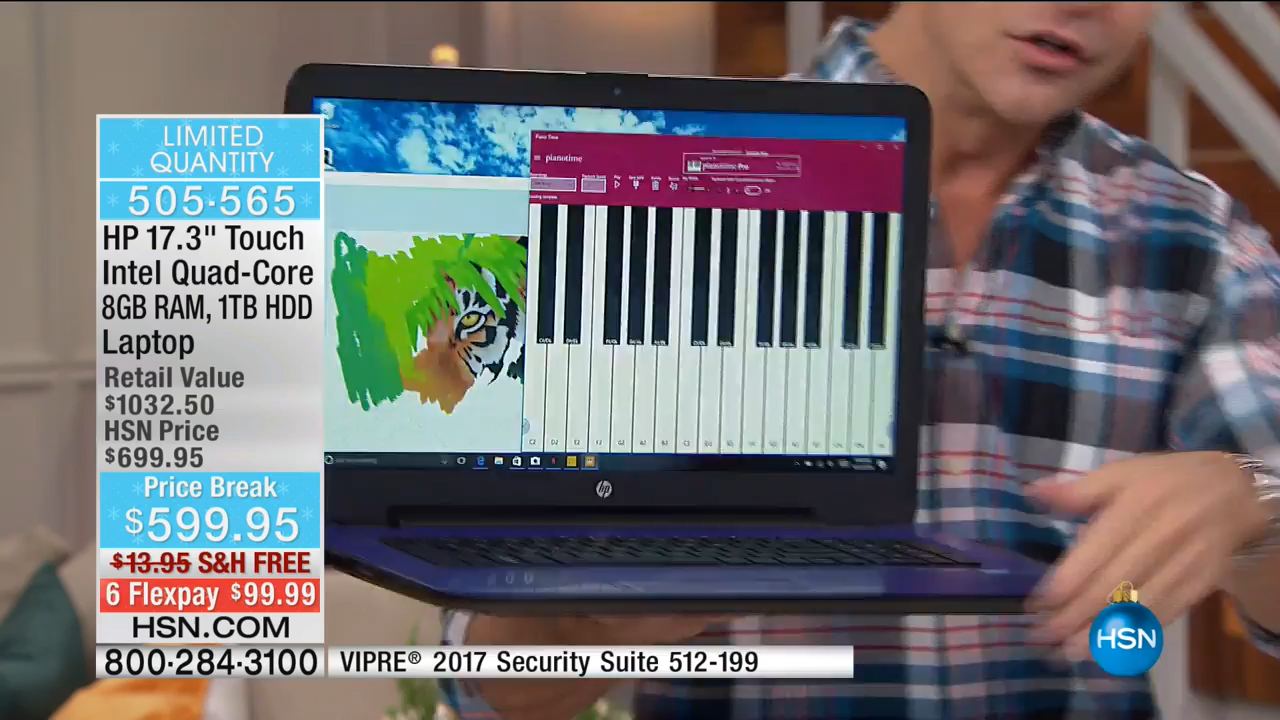 LIMITED
QUANTITY
505·565
HP 17.3" Touch
Intel Quad-Core
8GB RAM, 1TB HDD
Laptop
Retail Value
$1032.50
HSN Price
$699.95
Price Break
$599.95
$13.95 S&H FREE
6 Flexpay $99.99
HSN.COM
800·284·3100
VIPRE® 2017 Security Suite 512-199
Piano Time
pianotime
hp
HSN